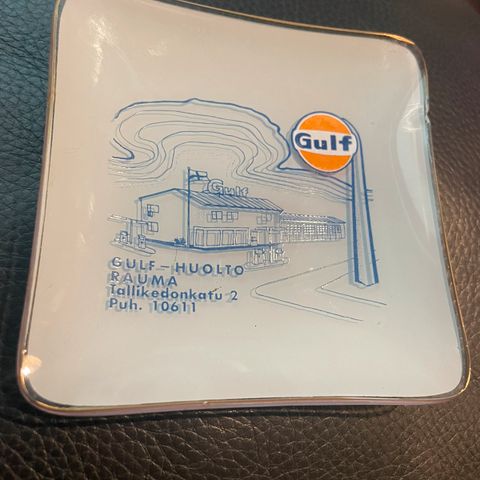 Gulf
Gulf
GULF-HUOLTO
RAUMA
Tallikedonkatu 2
Puh. 10611